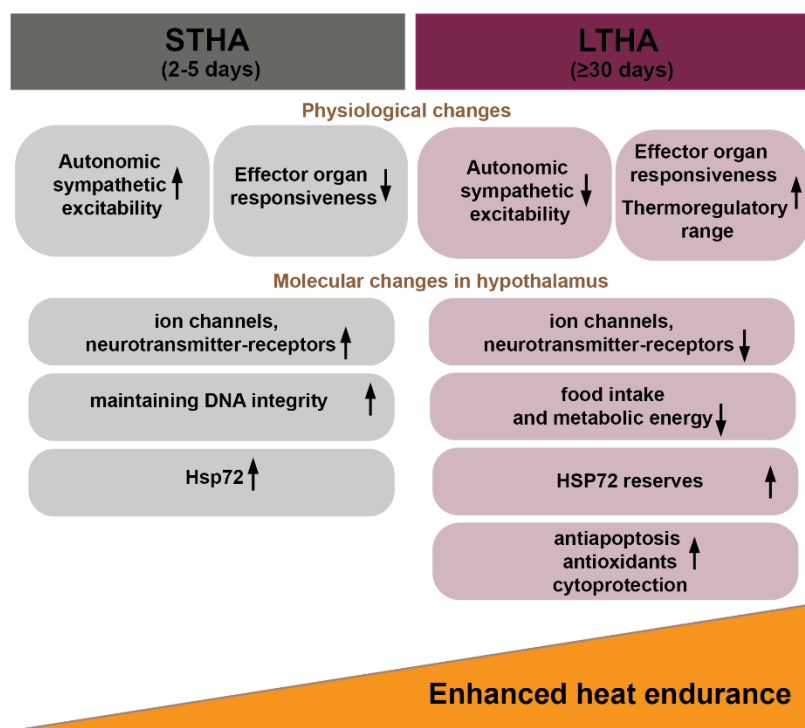 STHA
(2-5 days)
LTHA
(≥30 days)
Physiological changes
Autonomic
sympathetic
excitability
Effector organ
responsiveness
Autonomic
sympathetic
excitability
Effector organ
responsiveness
Thermoregulatory
range
Molecular changes in hypothalamus
ion channels,
neurotransmitter-receptors
maintaining DNA integrity
Hsp72
ion channels,
neurotransmitter-receptors
food intake
and metabolic energy
HSP72 reserves
antiapoptosis
antioxidants
cytoprotection
Enhanced heat endurance